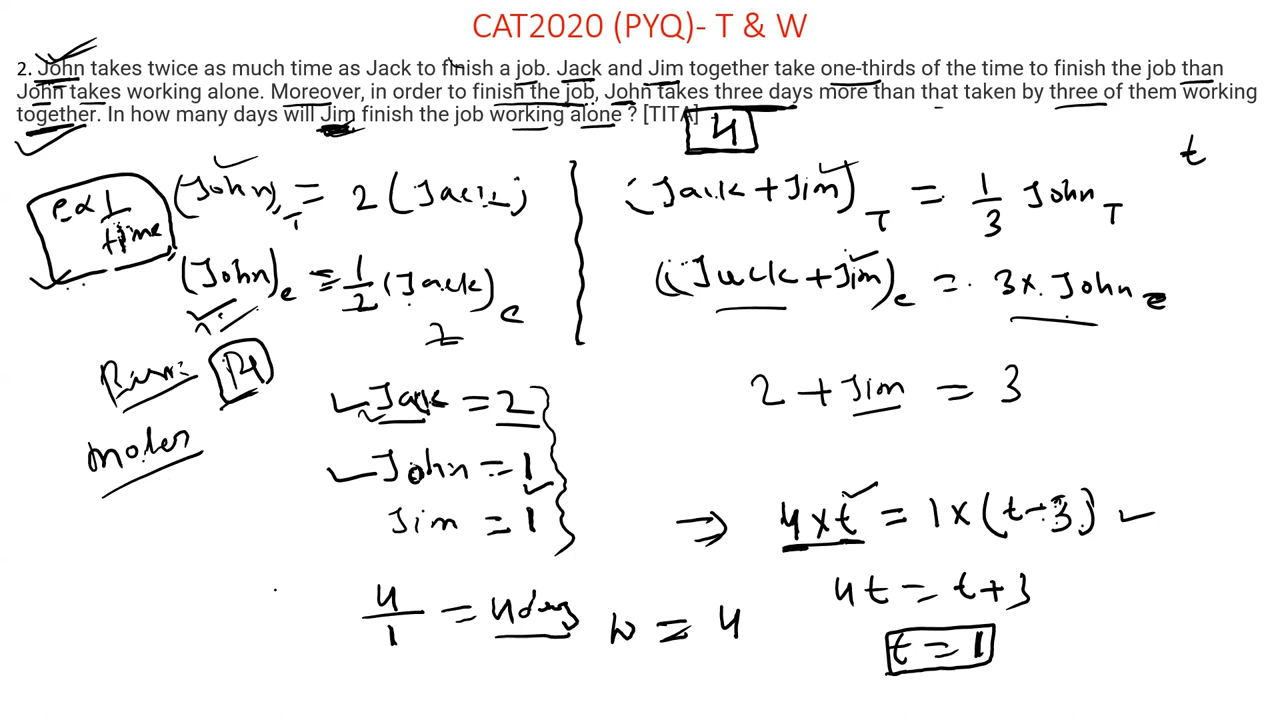 CAT2020 (PYQ)- T & W
2. John takes twice as much time as Jack to finish a job. Jack and Jim together take one-thirds of the time to finish the job than
John takes working alone. Moreover, in order to finish the job, John takes three days more than that taken by three of them working
together. In how many days will Jim finish the job working alone ? [TITA]
4
t
e ∝ 1/time
(John)T = 2 (Jack)
(Jack + Jim)T = 1/3 John T
(John)e = 1/2 (Jack)e
2
((Jack + Jim)e = 3x John e
Jack = 2
2 + Jim = 3
John = 1
Jim = 1
⇒ 4 x t = 1 x (t+3)
4t = t + 3
4/1 = 4 days
w = 4
t = 1